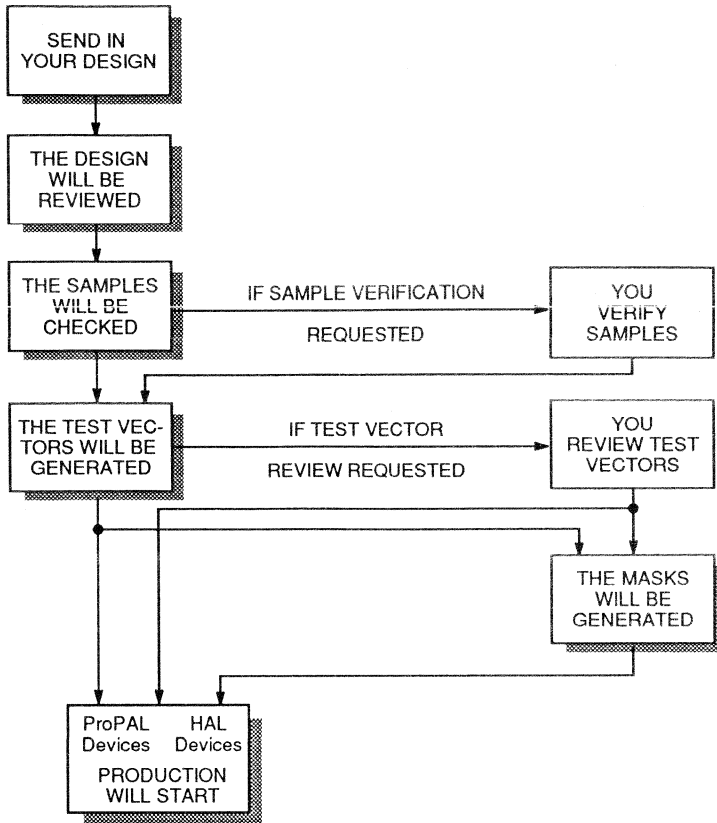 SEND IN
YOUR DESIGN
THE DESIGN
WILL BE
REVIEWED
THE SAMPLES
WILL BE
CHECKED
IF SAMPLE VERIFICATION
REQUESTED
YOU
VERIFY
SAMPLES
THE TEST VEC-
TORS WILL BE
GENERATED
IF TEST VECTOR
REVIEW REQUESTED
YOU
REVIEW TEST
VECTORS
THE MASKS
WILL BE
GENERATED
ProPAL
Devices
HAL
Devices
PRODUCTION
WILL START